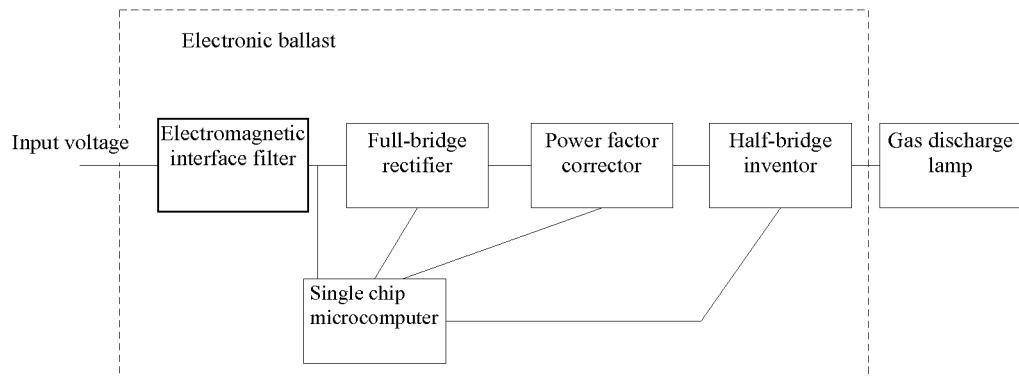 Electronic ballast
Input voltage
Electromagnetic
interface filter
Full-bridge
rectifier
Power factor
corrector
Half-bridge
inventor
Gas discharge
lamp
Single chip
microcomputer